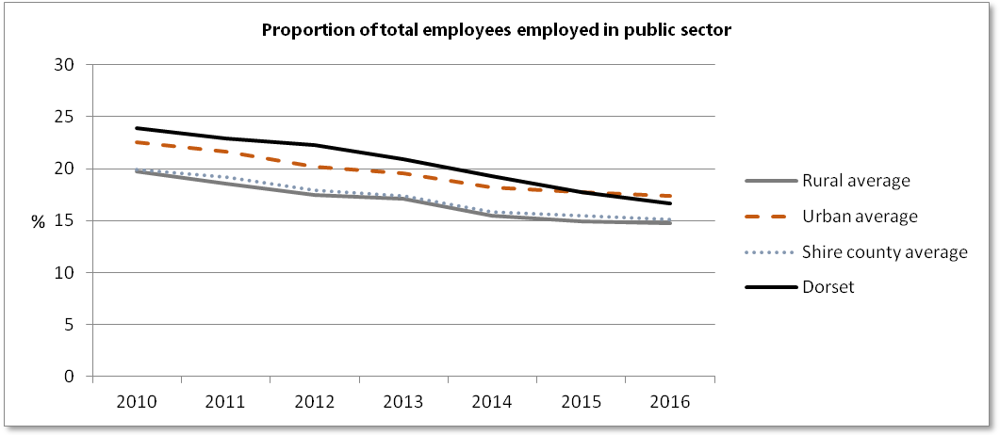 Proportion of total employees employed in public sector
30
25
20
15
10
5
0
%
2010 2011 2012 2013 2014 2015 2016
Rural average
Urban average
Shire county average
Dorset